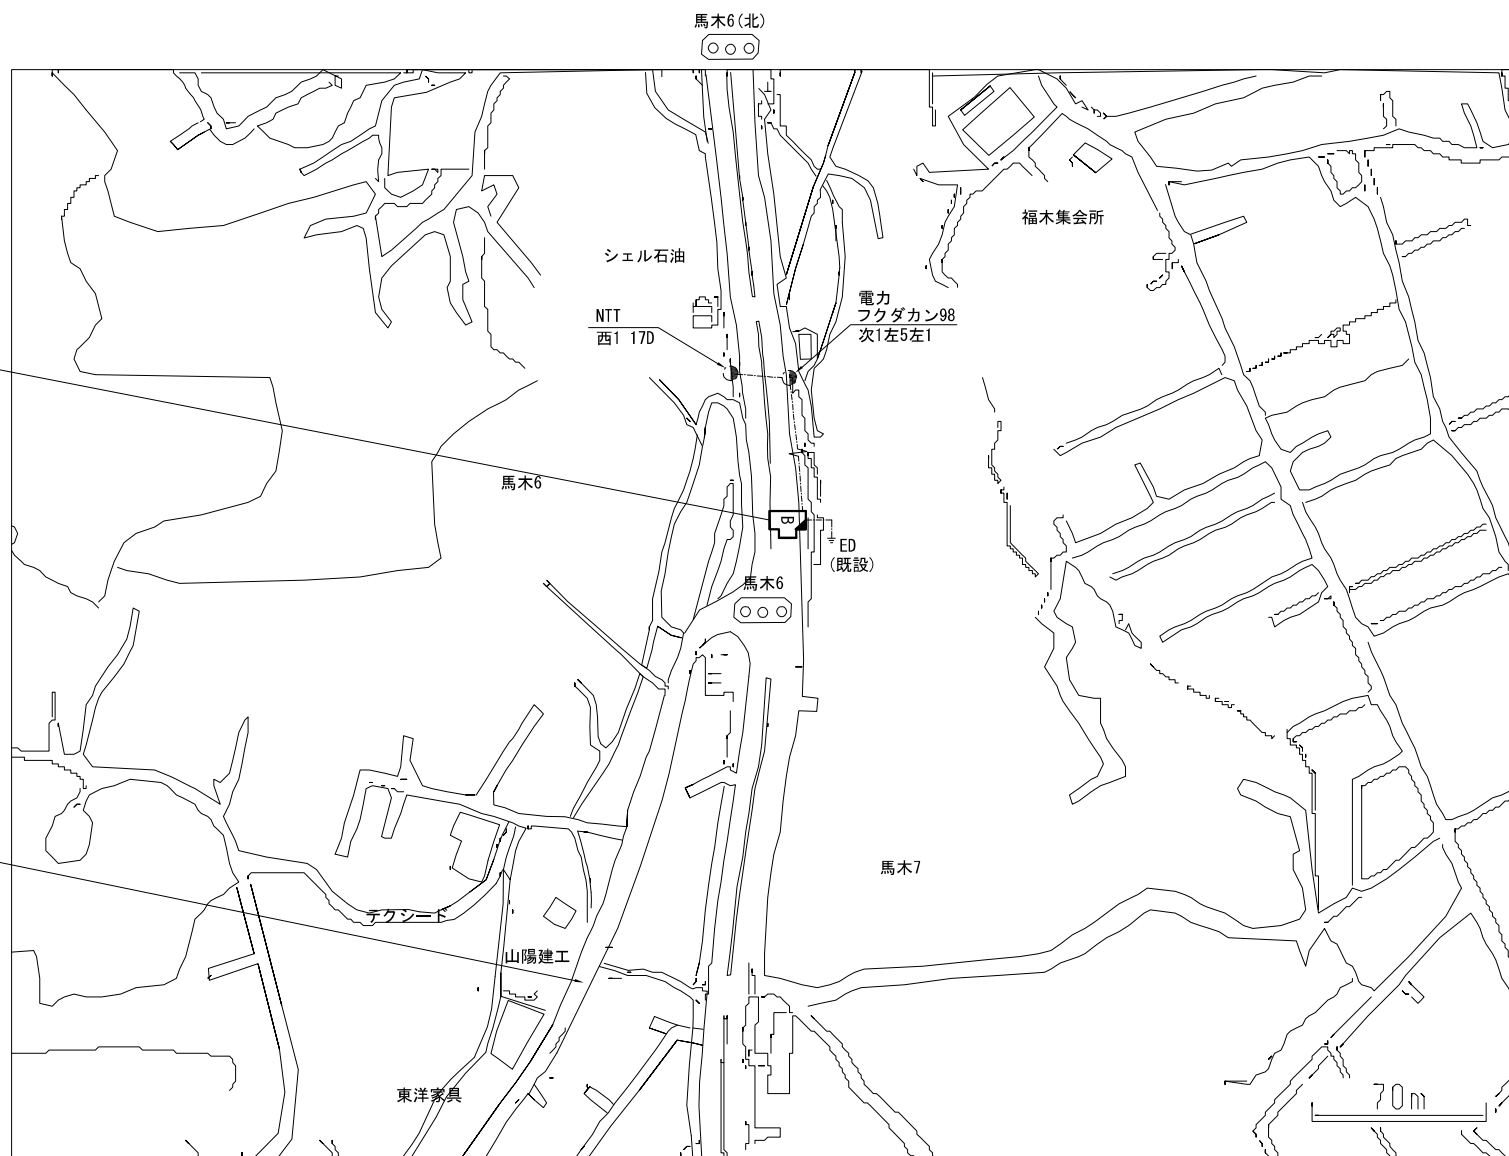 馬木6(北)
福木集会所
シェル石油
電力
フクダカン98
次1左5左1
NTT
西1 17D
馬木6
B
ED
(既設)
馬木6
馬木7
テクシード
山陽建工
東洋家具
70m